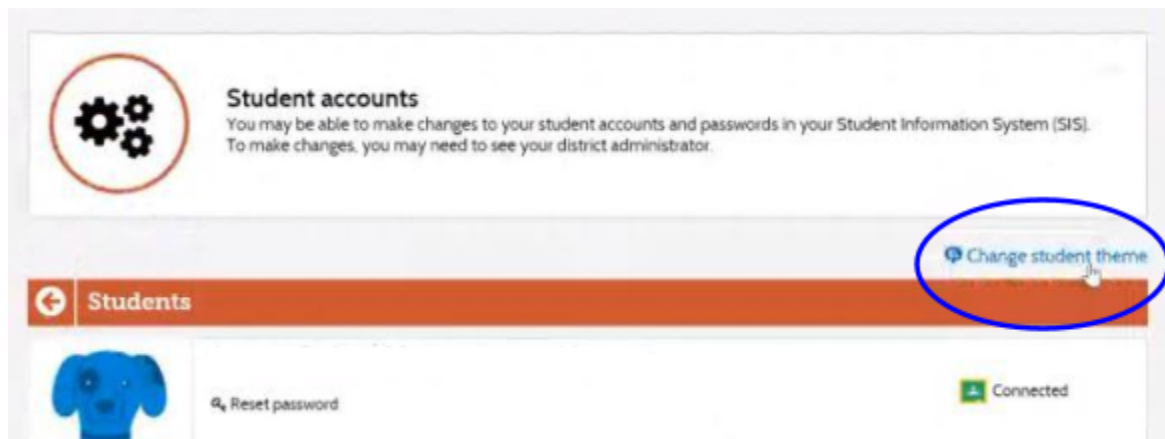 Student accounts
You may be able to make changes to your student accounts and passwords in your Student Information System (SIS).
To make changes, you may need to see your district administrator.
Change student theme
Students
Reset password
Connected